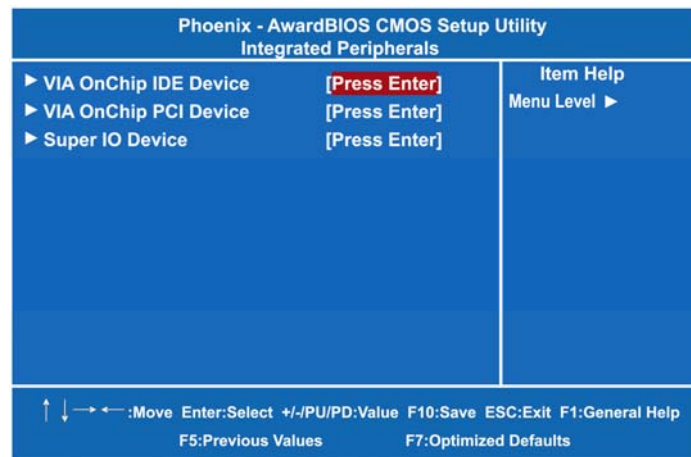 Phoenix - AwardBIOS CMOS Setup Utility
Integrated Peripherals
► VIA OnChip IDE Device [Press Enter]
► VIA OnChip PCI Device [Press Enter]
► Super IO Device [Press Enter]
Item Help
Menu Level ►
↑ ↓ → ← :Move Enter:Select +/-/PU/PD:Value F10:Save ESC:Exit F1:General Help
F5:Previous Values F7:Optimized Defaults